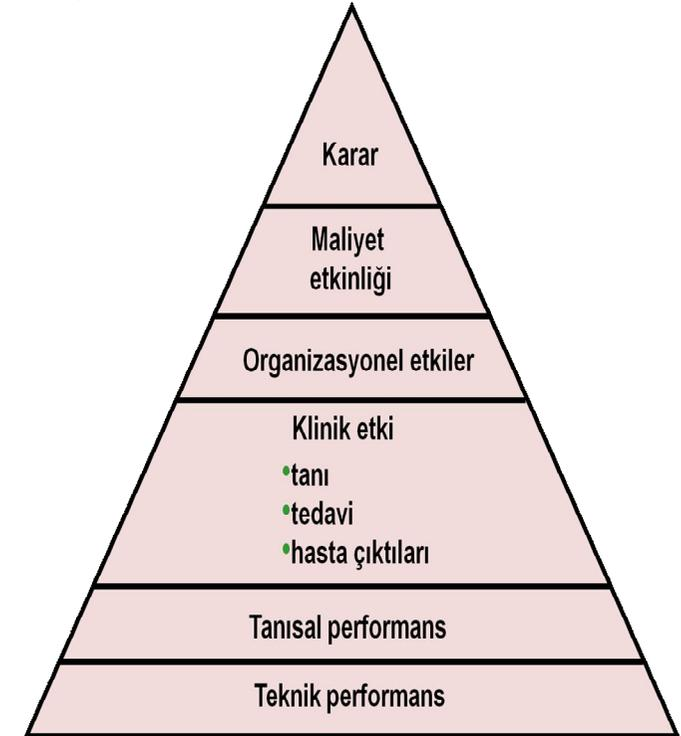 Karar
Maliyet
etkinliği
Organizasyonel etkiler
Klinik etki
•tanı
•tedavi
•hasta çıktıları
Tanısal performans
Teknik performans